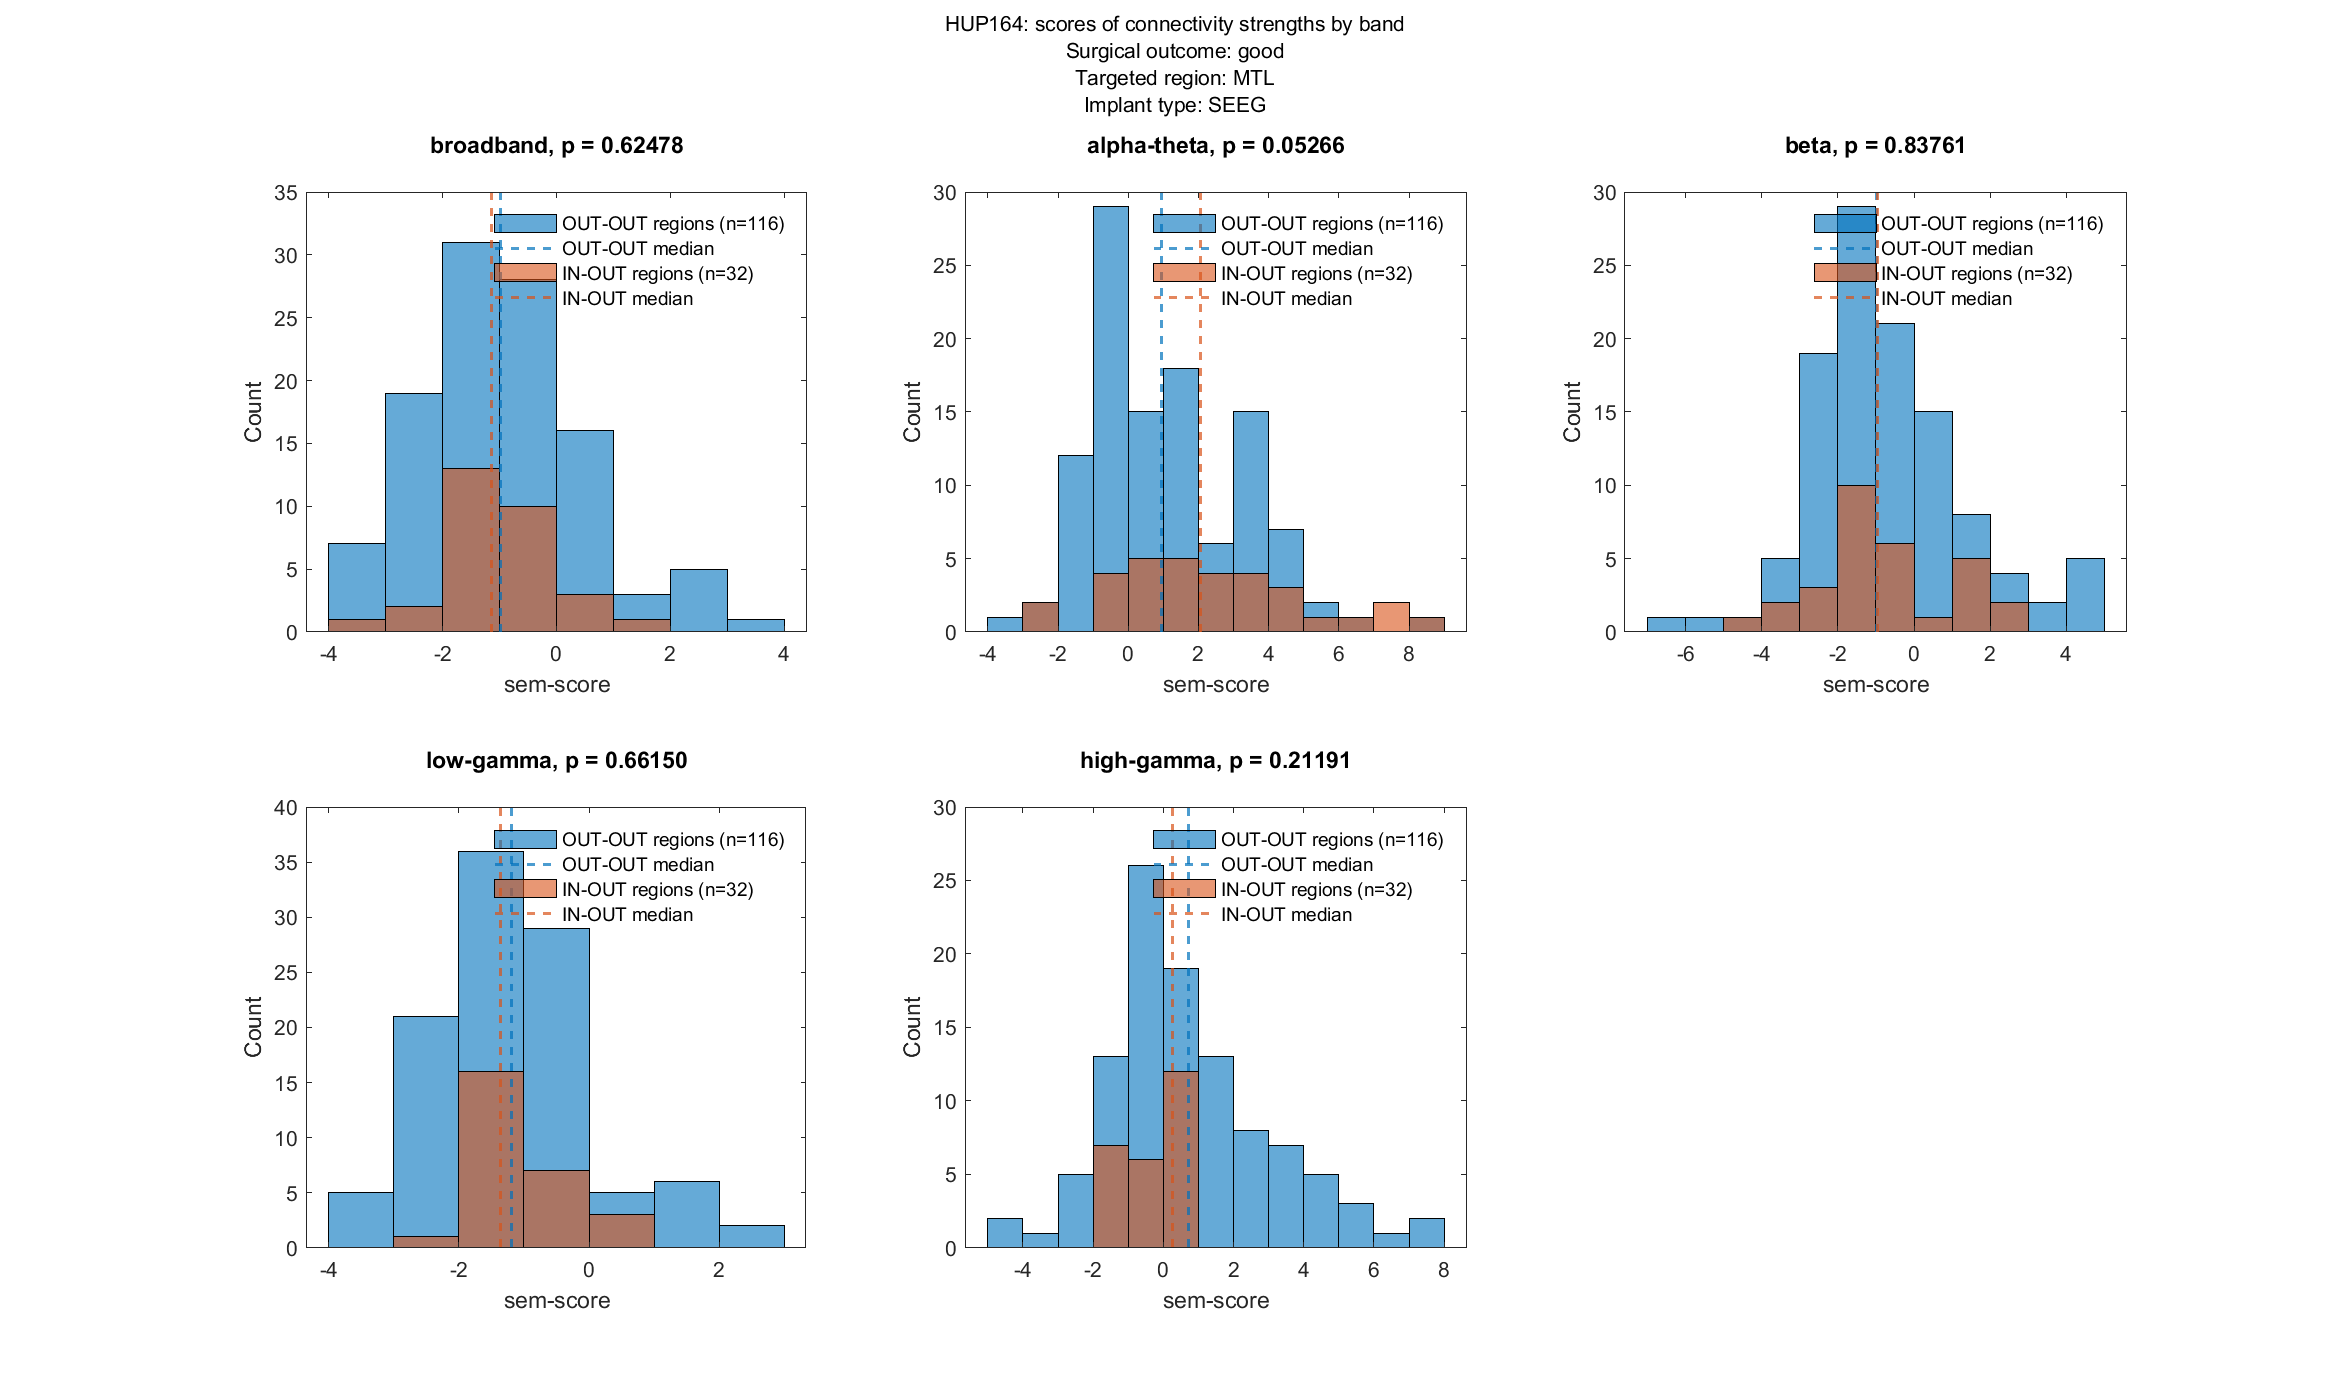 HUP164: scores of connectivity strengths by band
Surgical outcome: good
Targeted region: MTL
Implant type: SEEG
broadband, p = 0.62478
35
30
25
20
15
10
5
0
Count
-4
-2
0
2
4
sem-score
OUT-OUT regions (n=116)
OUT-OUT median
IN-OUT regions (n=32)
IN-OUT median
alpha-theta, p = 0.05266
30
25
20
15
10
5
0
Count
-4
-2
0
2
4
6
8
sem-score
OUT-OUT regions (n=116)
OUT-OUT median
IN-OUT regions (n=32)
IN-OUT median
beta, p = 0.83761
30
25
20
15
10
5
0
Count
-6
-4
-2
0
2
4
sem-score
OUT-OUT regions (n=116)
OUT-OUT median
IN-OUT regions (n=32)
IN-OUT median
low-gamma, p = 0.66150
40
35
30
25
20
15
10
5
0
Count
-4
-2
0
2
sem-score
OUT-OUT regions (n=116)
OUT-OUT median
IN-OUT regions (n=32)
IN-OUT median
high-gamma, p = 0.21191
30
25
20
15
10
5
0
Count
-4
-2
0
2
4
6
8
sem-score
OUT-OUT regions (n=116)
OUT-OUT median
IN-OUT regions (n=32)
IN-OUT median